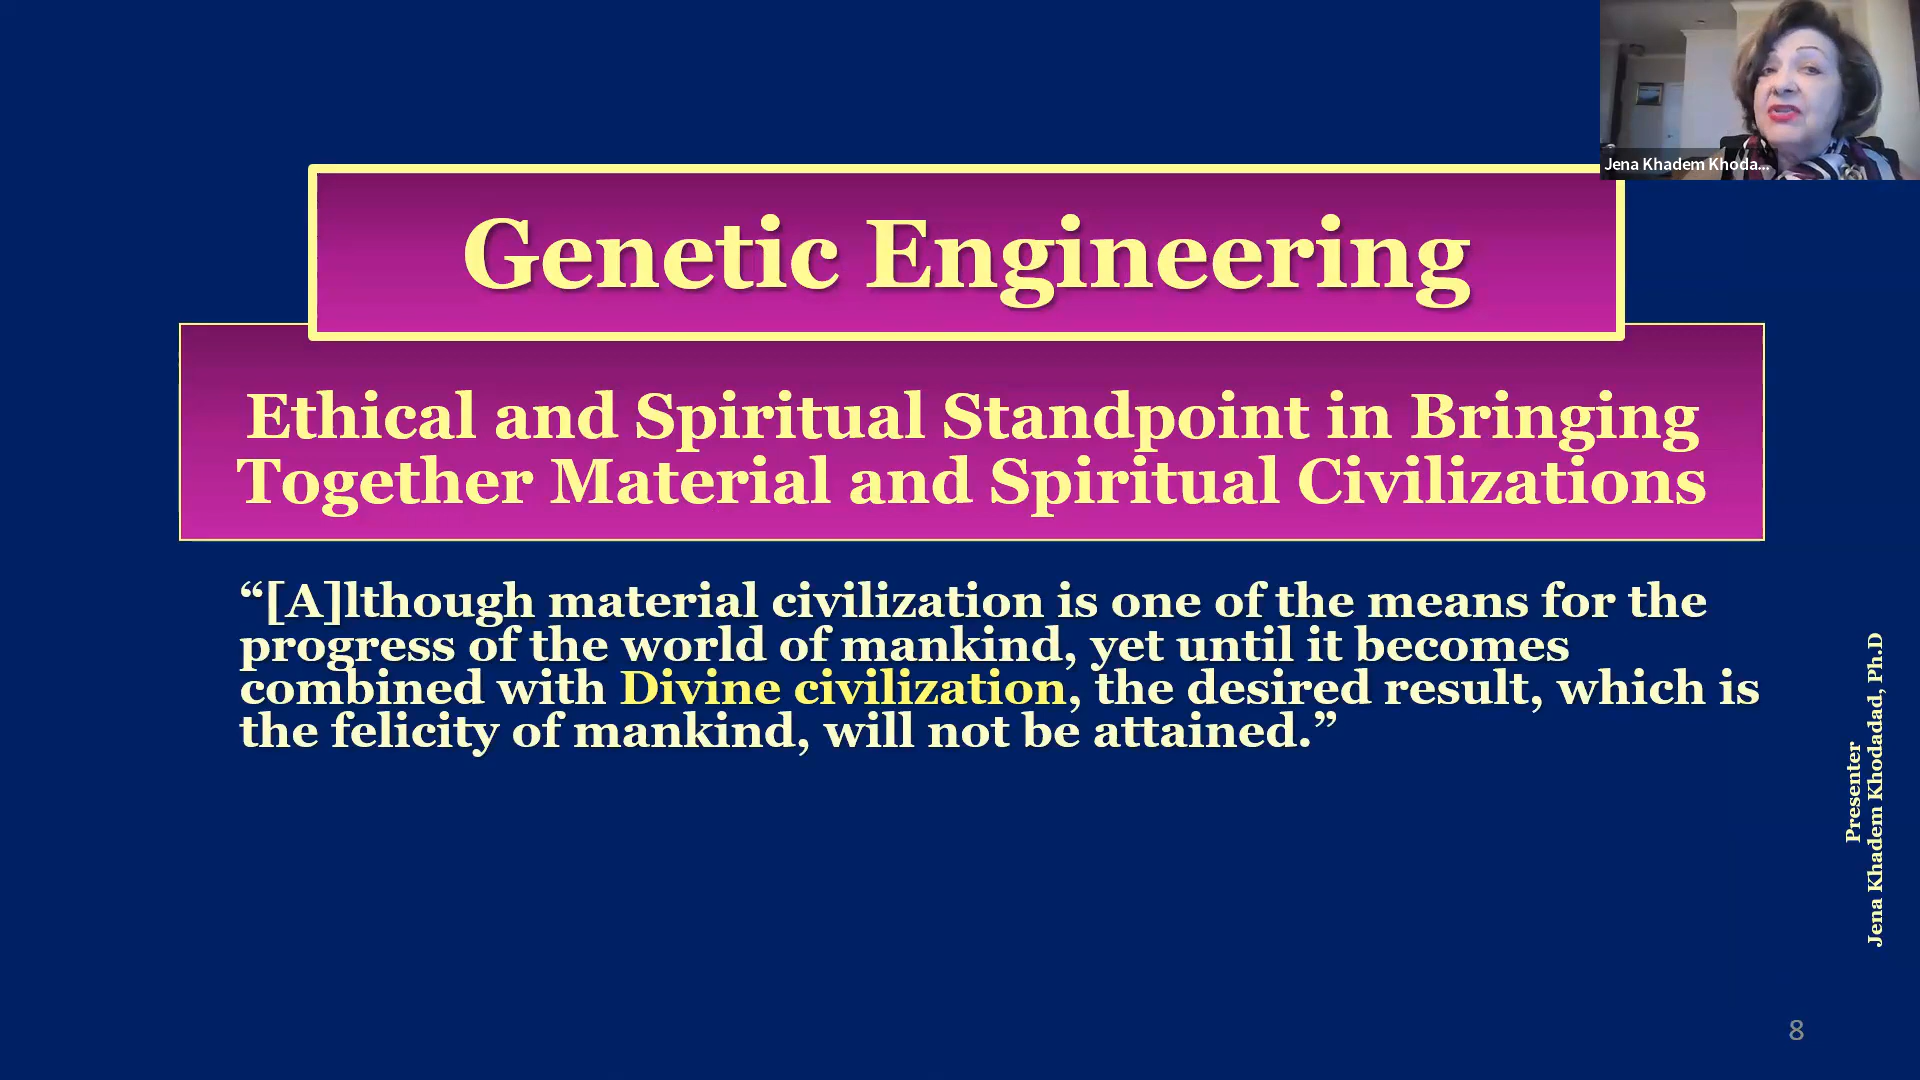 Jena Khadem Khoda...
Genetic Engineering
Ethical and Spiritual Standpoint in Bringing
Together Material and Spiritual Civilizations
“[A]lthough material civilization is one of the means for the
progress of the world of mankind, yet until it becomes
combined with Divine civilization, the desired result, which is
the felicity of mankind, will not be attained.”
Presenter
Jena Khadem Khodadad, Ph.D
8